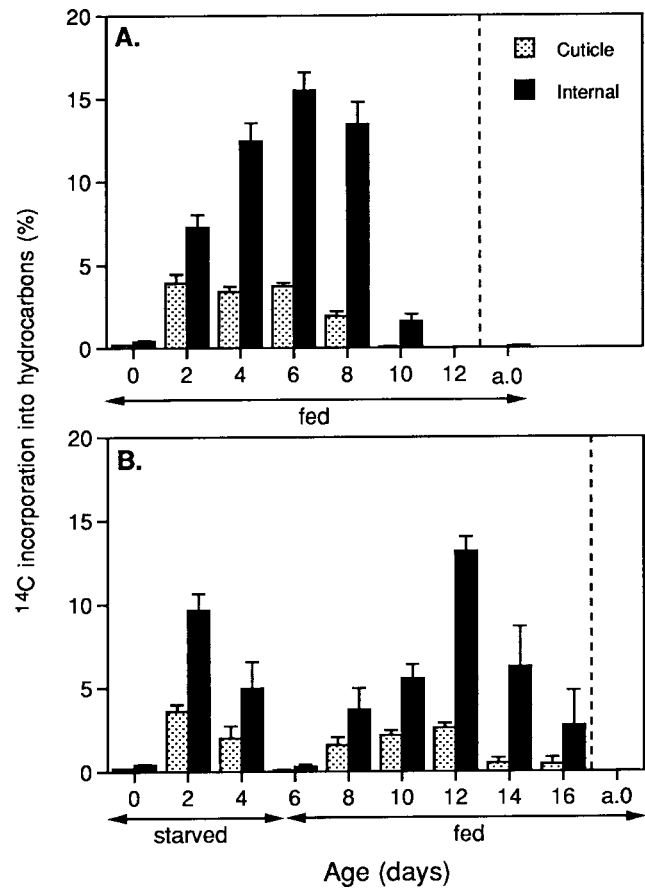 ¹⁴C incorporation into hydrocarbons (%)
A.
Cuticle
Internal
20
15
10
5
0
0 2 4 6 8 10 12 a.0
fed
B.
20
15
10
5
0
0 2 4 6 8 10 12 14 16 a.0
starved fed
Age (days)